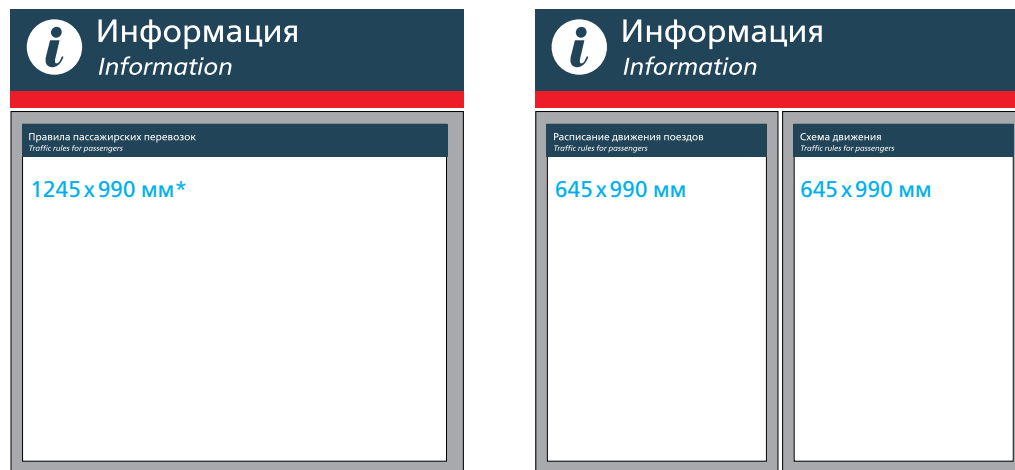 Информация
Information
Правила пассажирских перевозок
Traffic rules for passengers
1245 x 990 мм*
Информация
Information
Расписание движения поездов
Traffic rules for passengers
645 x 990 мм
Схема движения
Traffic rules for passengers
645 x 990 мм